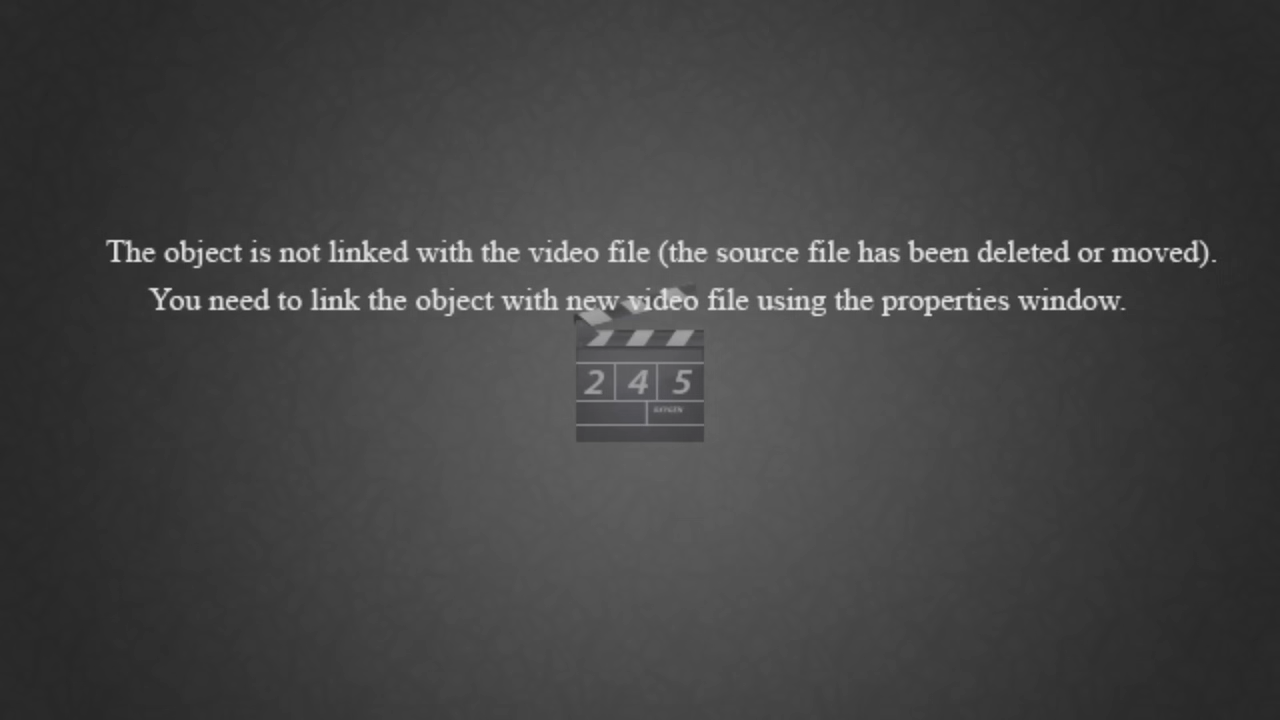 The object is not linked with the video file (the source file has been deleted or moved).
You need to link the object with new video file using the properties window.
2 4 5